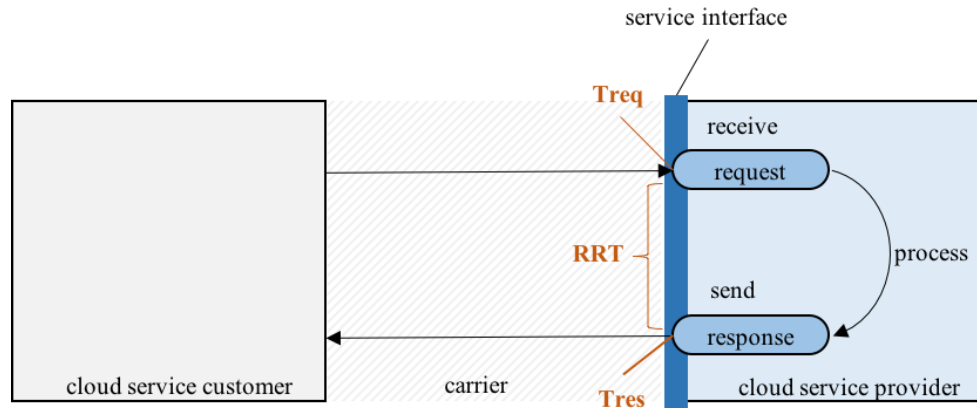 service interface
Treq
receive
request
RRT
process
send
response
cloud service customer
carrier
Tres
cloud service provider